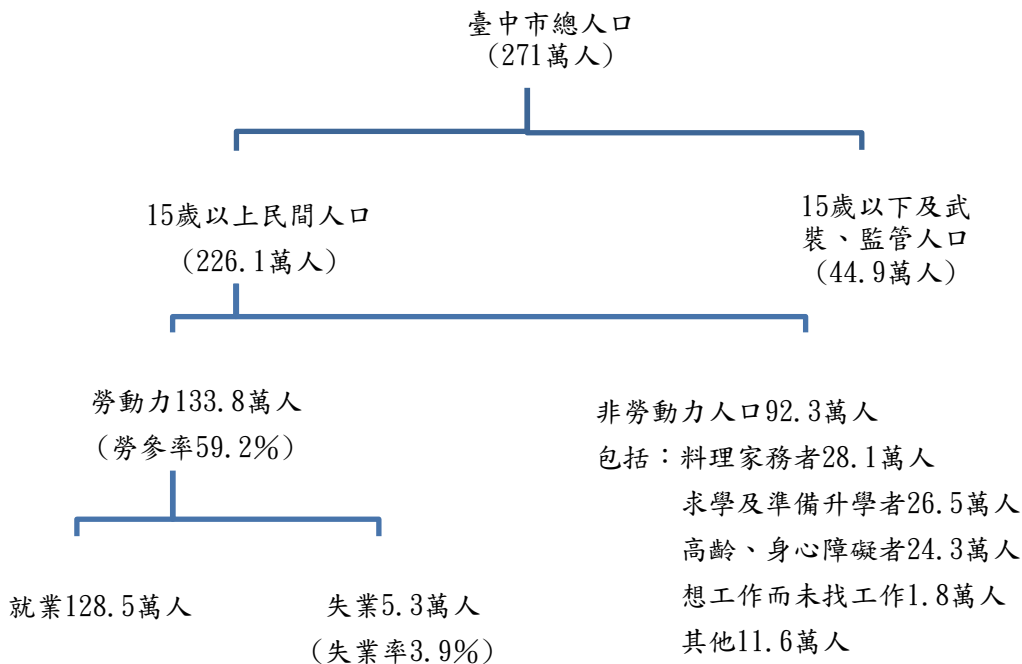 臺中市總人口
(271萬人)
15歲以上民間人口
(226.1萬人)
15歲以下及武
裝、監管人口
(44.9萬人)
勞動力133.8萬人
(勞參率59.2%)
非勞動力人口92.3萬人
包括：料理家務者28.1萬人
求學及準備升學者26.5萬人
高齡、身心障礙者24.3萬人
想工作而未找工作1.8萬人
其他11.6萬人
就業128.5萬人
失業5.3萬人
(失業率3.9%)